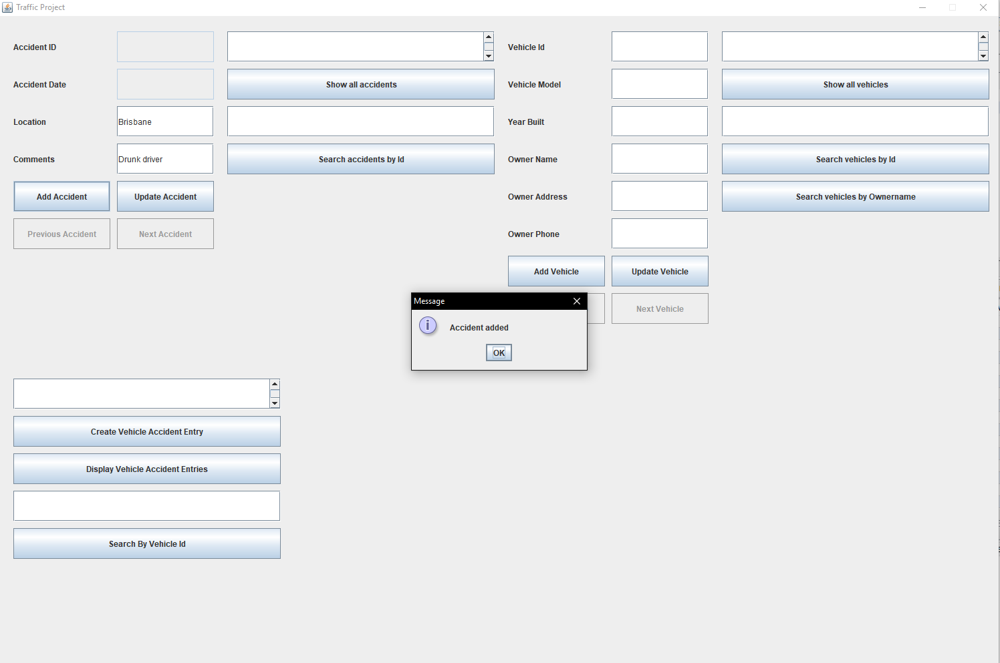 Traffic Project
Accident ID
Accident Date
Show all accidents
Location
Brisbane
Comments
Drunk driver
Search accidents by Id
Add Accident
Update Accident
Previous Accident
Next Accident
Vehicle Id
Vehicle Model
Show all vehicles
Year Built
Owner Name
Search vehicles by Id
Owner Address
Search vehicles by Ownername
Owner Phone
Add Vehicle
Update Vehicle
Next Vehicle
Message
Accident added
OK
Create Vehicle Accident Entry
Display Vehicle Accident Entries
Search By Vehicle Id